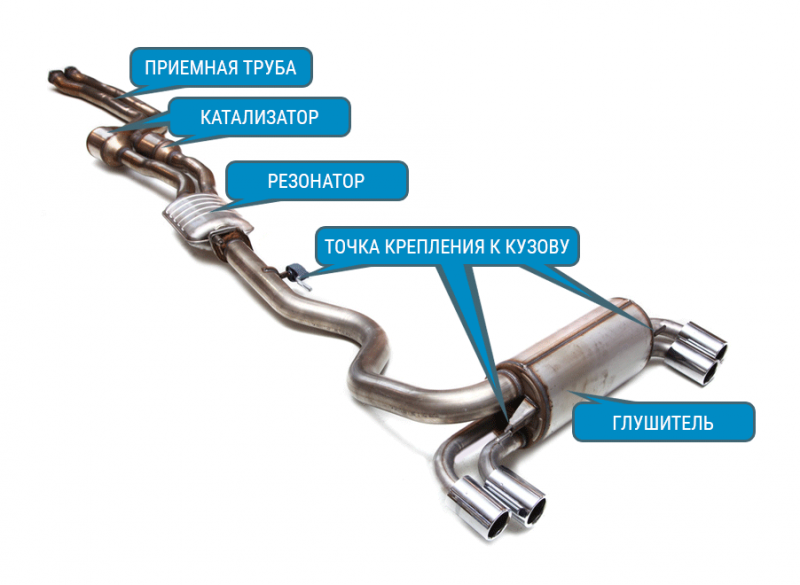 ПРИЕМНАЯ ТРУБА
КАТАЛИЗАТОР
РЕЗОНАТОР
ТОЧКА КРЕПЛЕНИЯ К КУЗОВУ
ГЛУШИТЕЛЬ